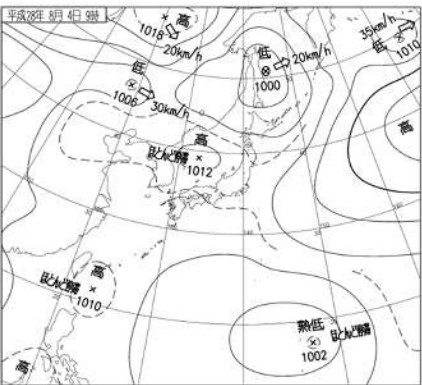 平成28年 8月 4日 9時
高
1018
20km/h
低
1006
30km/h
低
1000
20km/h
35km/h
低
1010
高
高
ほとんど停滞
1012
高
ほとんど停滞
1010
熱低
ほとんど停滞
1002
高